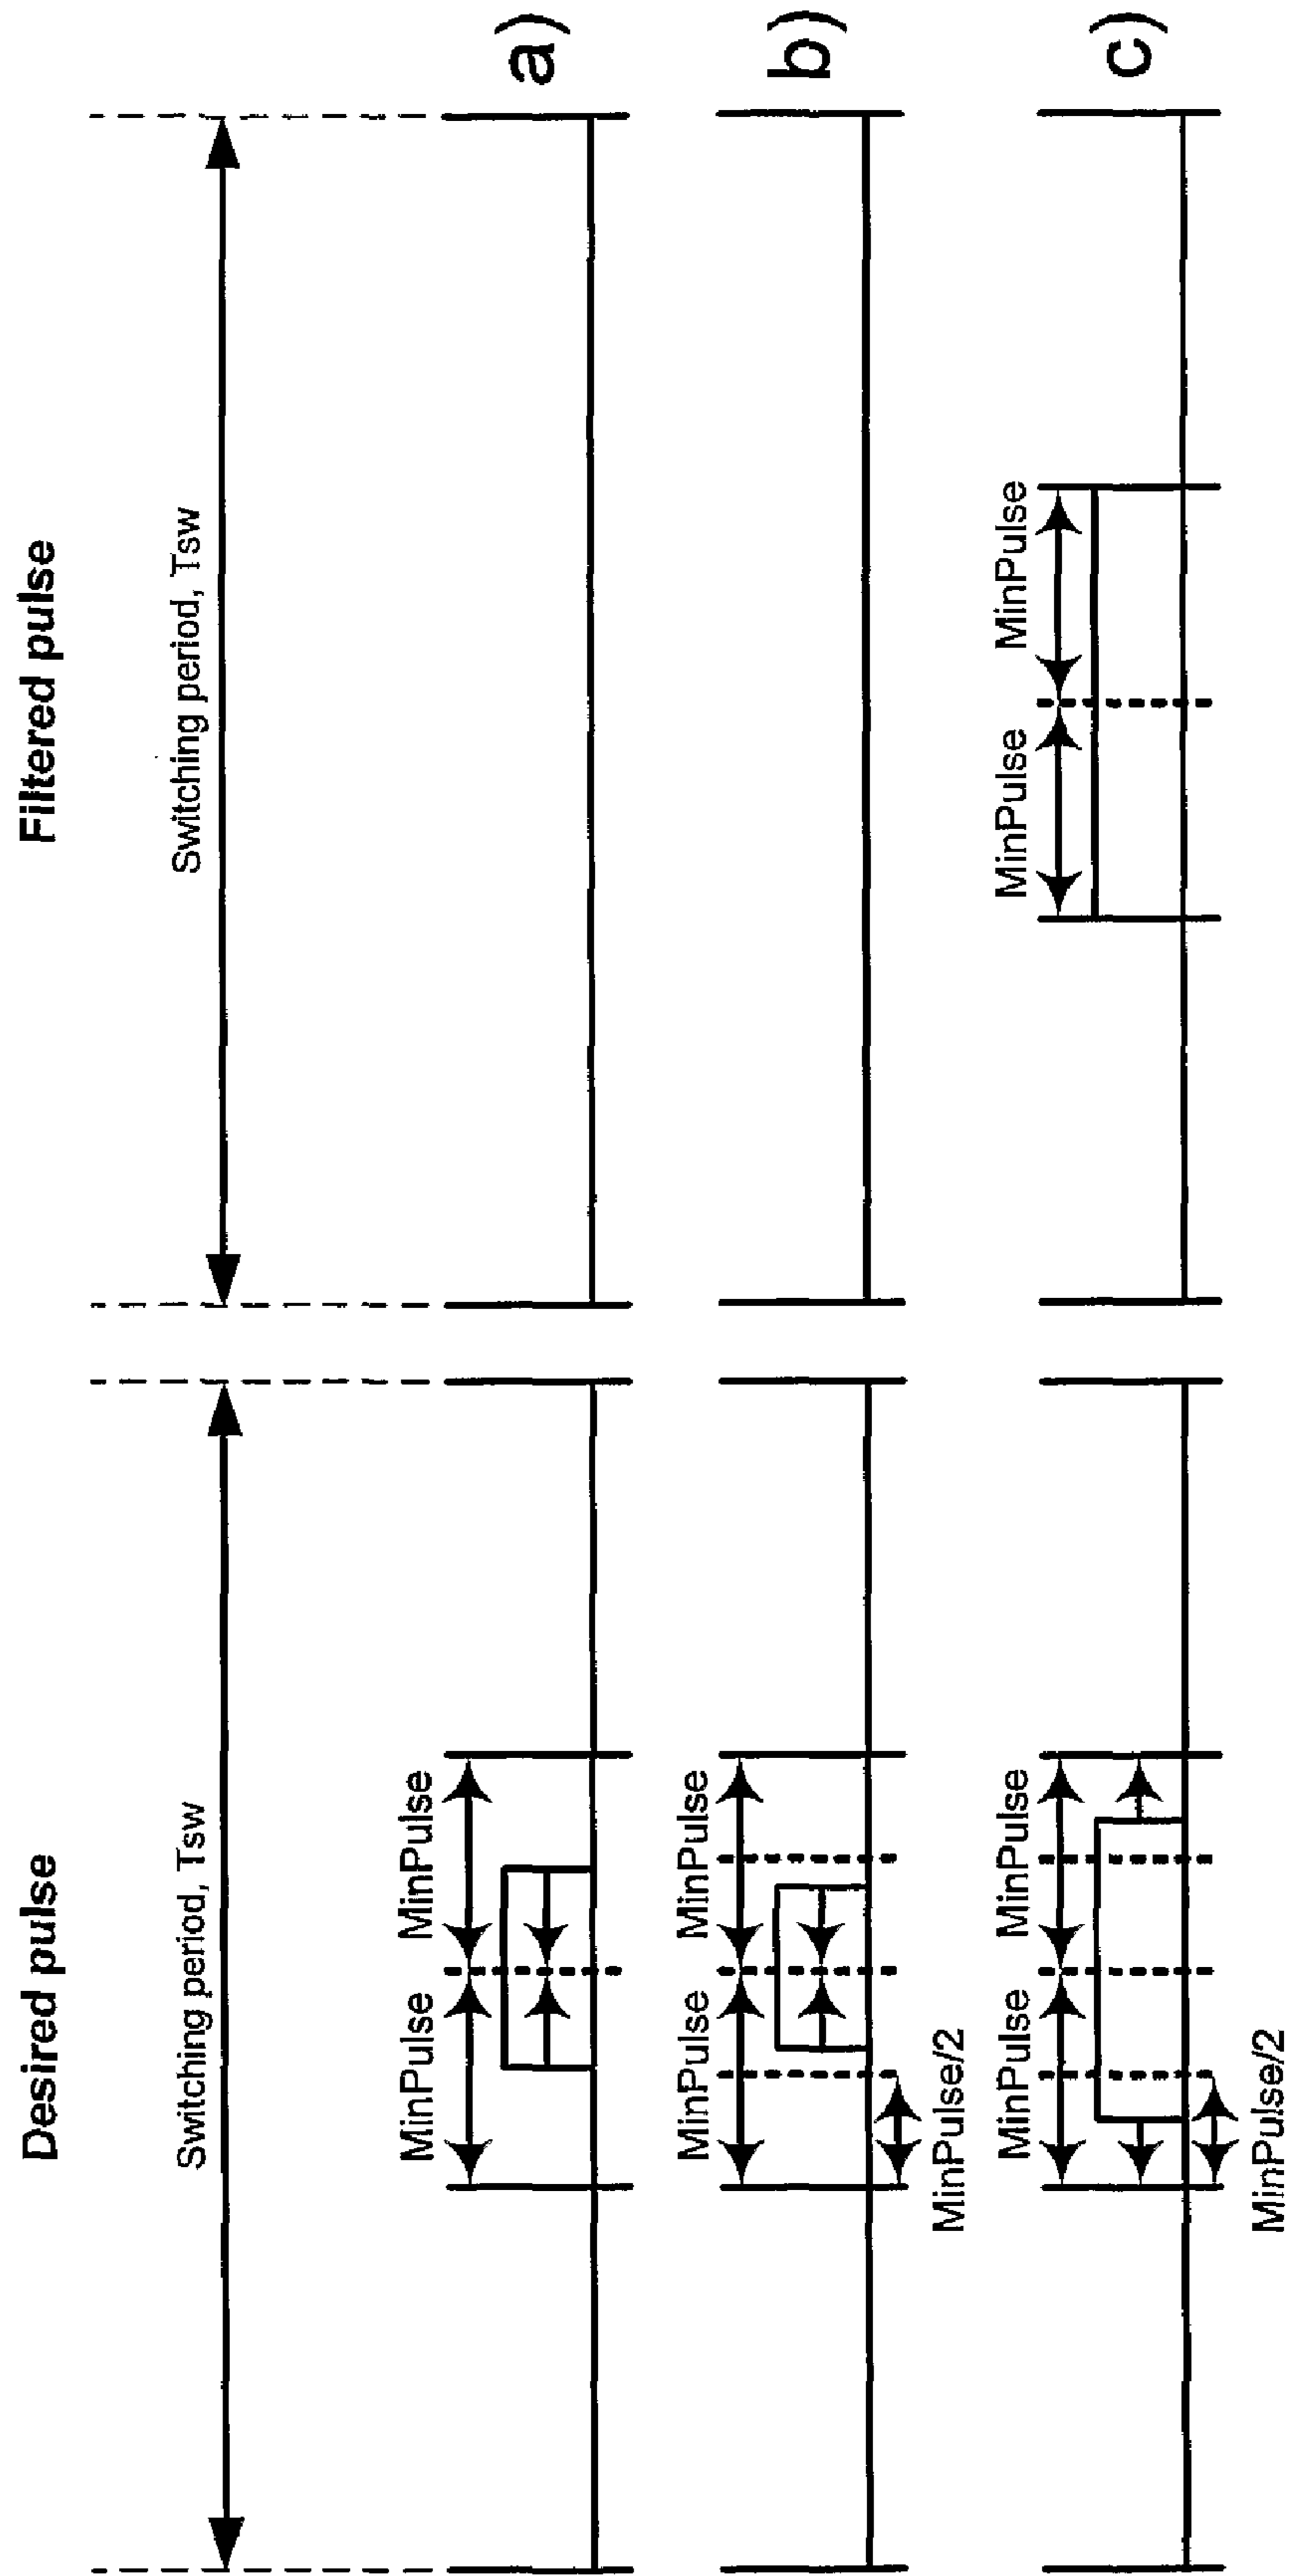 Desired pulse
Filtered pulse
Switching period, Tsw
Switching period, Tsw
MinPulse
MinPulse
a)
MinPulse
MinPulse
MinPulse/2
b)
MinPulse
MinPulse
MinPulse/2
MinPulse
MinPulse
c)